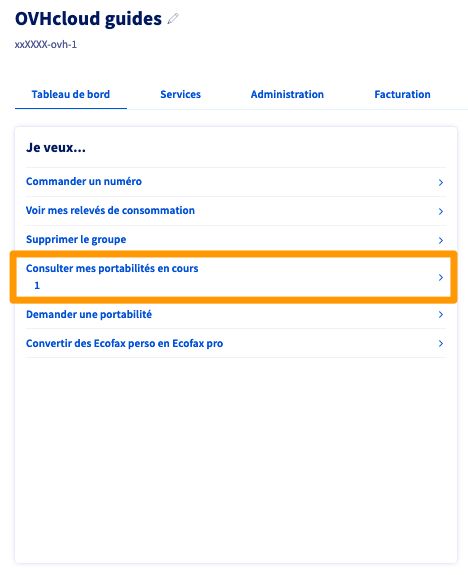 OVHcloud guides
xxXXXX-ovh-1
Tableau de bord Services Administration Facturation
Je veux...
Commander un numéro
Voir mes relevés de consommation
Supprimer le groupe
Consulter mes portabilités en cours
1
Demander une portabilité
Convertir des Ecofax perso en Ecofax pro